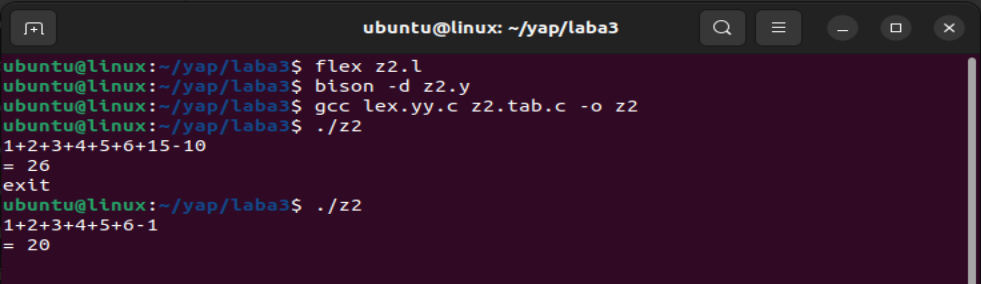 ubuntu@linux: ~/yap/laba3
ubuntu@linux:~/yap/laba3$ flex z2.l
ubuntu@linux:~/yap/laba3$ bison -d z2.y
ubuntu@linux:~/yap/laba3$ gcc lex.yy.c z2.tab.c -o z2
ubuntu@linux:~/yap/laba3$ ./z2
1+2+3+4+5+6+15-10
= 26
exit
ubuntu@linux:~/yap/laba3$ ./z2
1+2+3+4+5+6-1
= 20